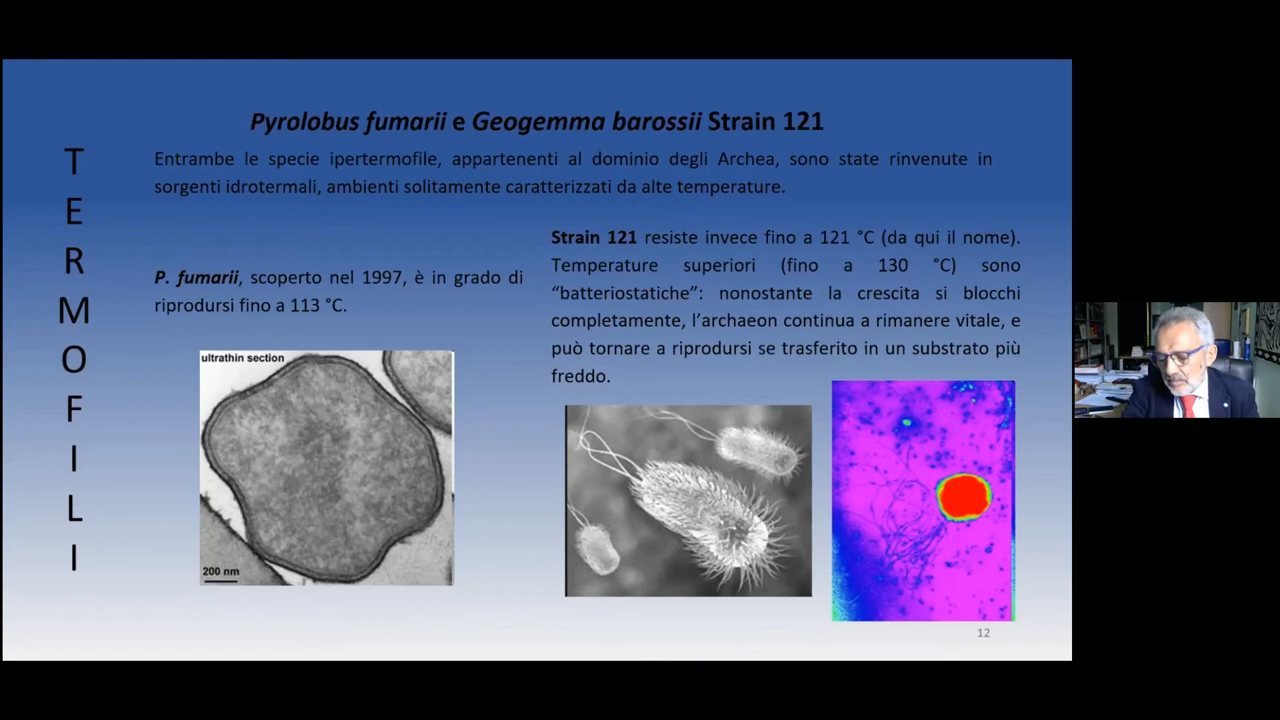 Pyrolobus fumarii e Geogemma barossii Strain 121
Entrambe le specie ipertermofile, appartenenti al dominio degli Archea, sono state rinvenute in
sorgenti idrotermali, ambienti solitamente caratterizzati da alte temperature.
T
E
R
M
O
F
I
L
I
P. fumarii, scoperto nel 1997, è in grado di
riprodursi fino a 113 °C.
Strain 121 resiste invece fino a 121 °C (da qui il nome).
Temperature superiori (fino a 130 °C) sono
“batteriostatiche”: nonostante la crescita si blocchi
completamente, l’archaeon continua a rimanere vitale, e
può tornare a riprodursi se trasferito in un substrato più
freddo.
ultrathin section
200 nm
12